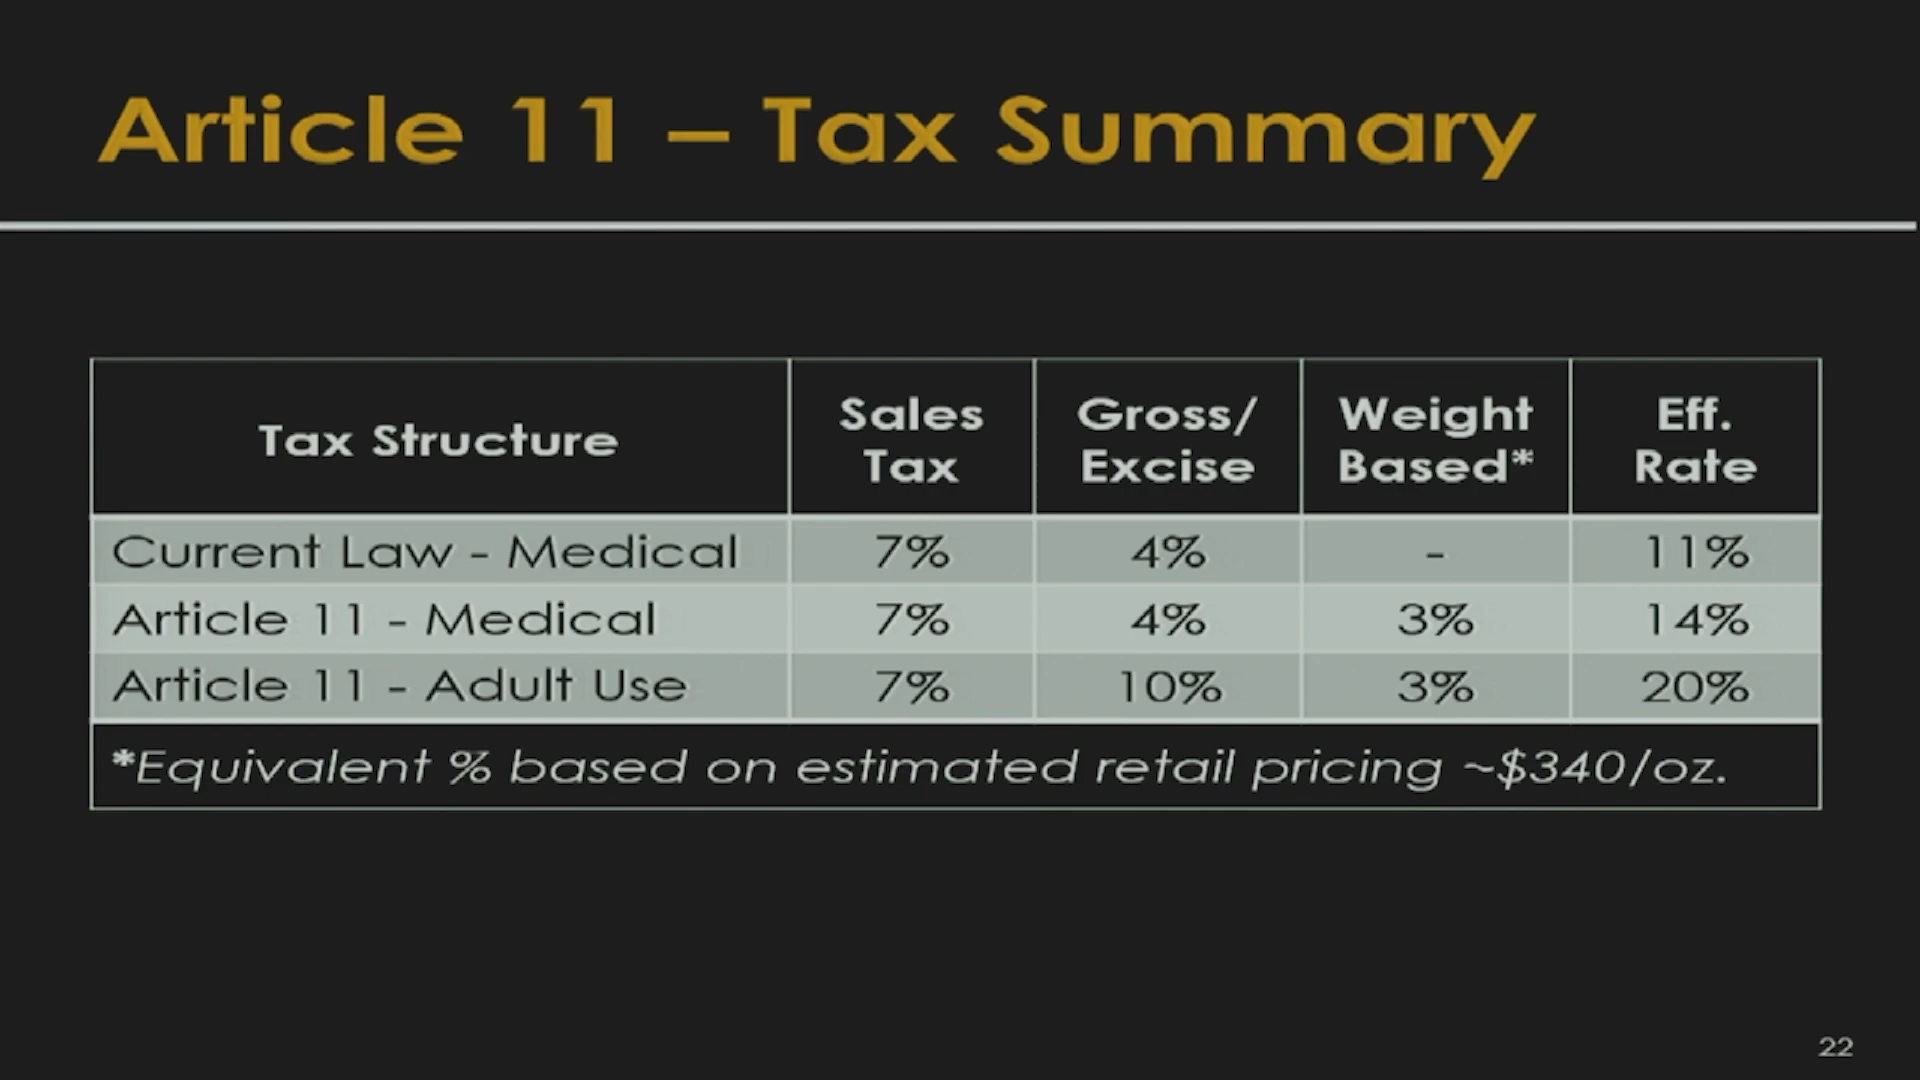 Article 11 – Tax Summary
Tax Structure
Sales Tax
Gross/ Excise
Weight Based*
Eff. Rate
Current Law - Medical 7% 4% - 11%
Article 11 - Medical 7% 4% 3% 14%
Article 11 - Adult Use 7% 10% 3% 20%
*Equivalent % based on estimated retail pricing ~$340/oz.
22